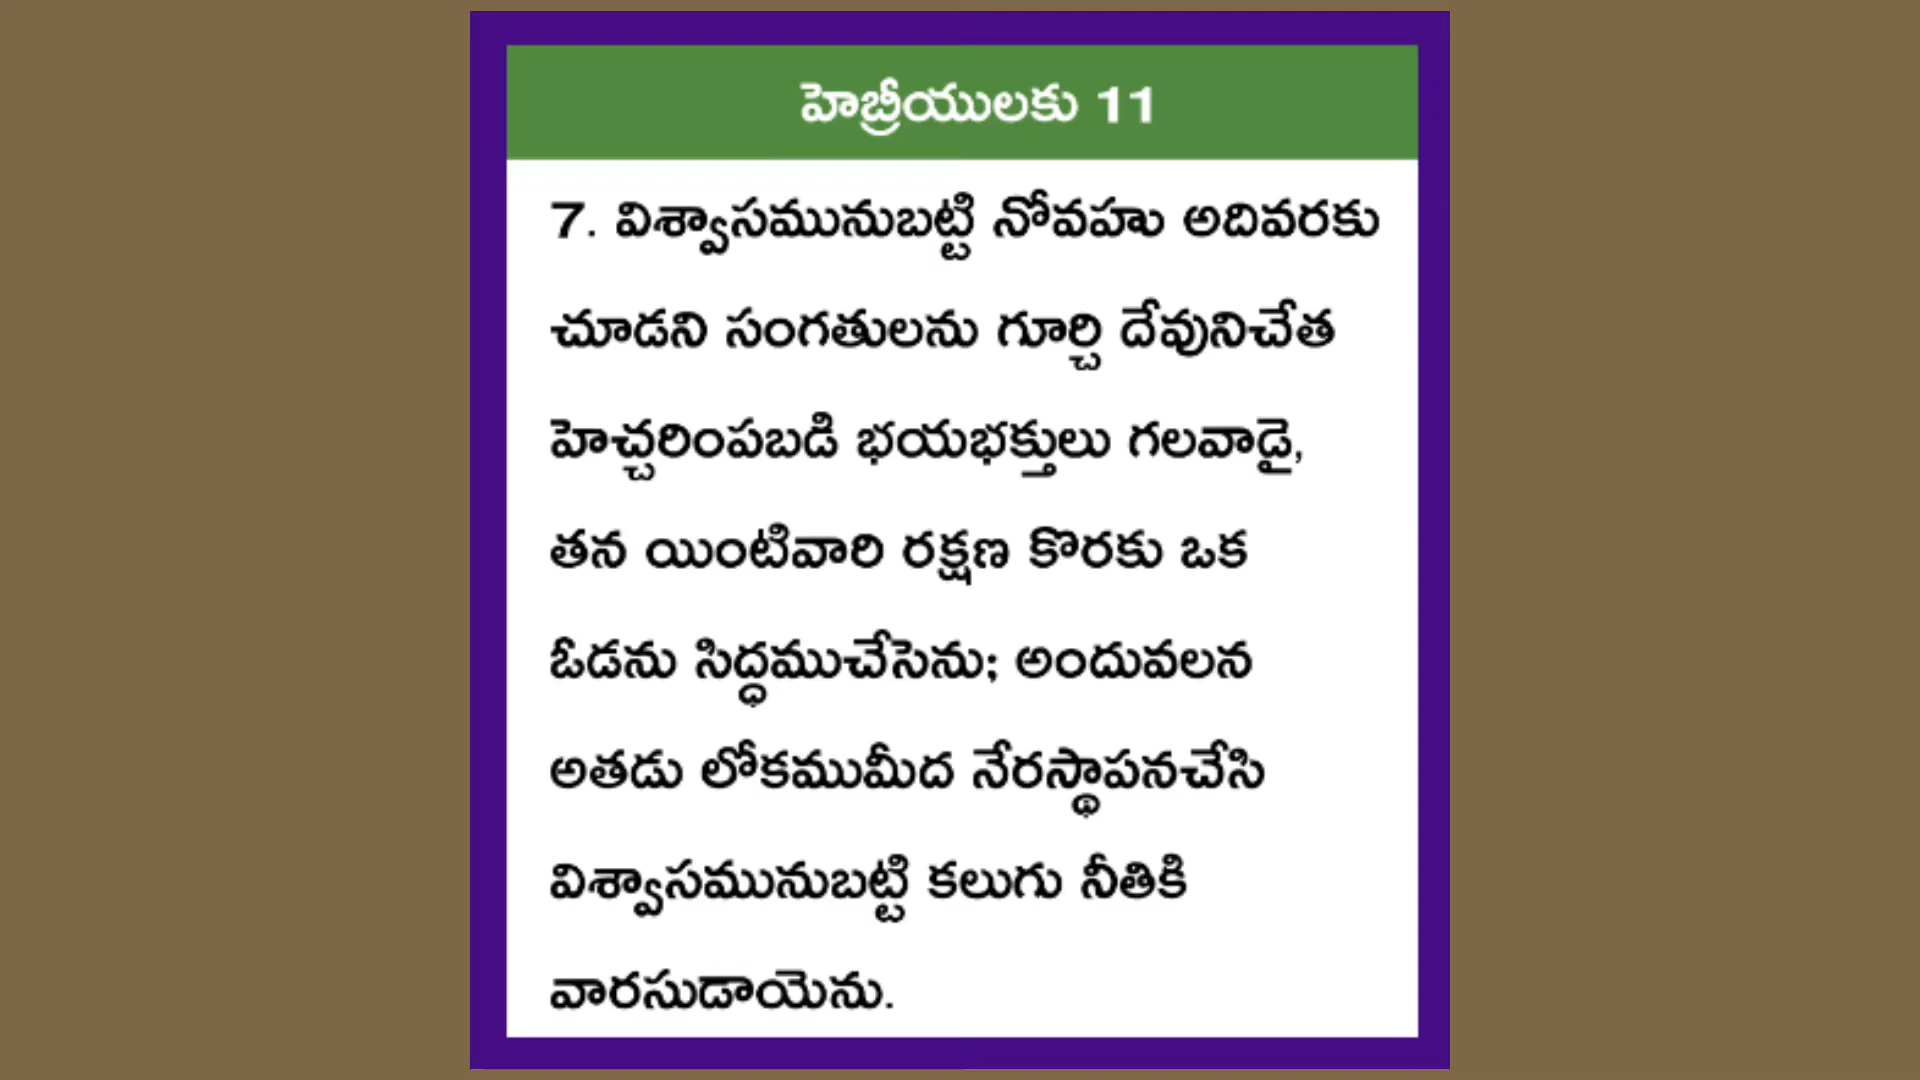 హెబ్రీయులకు 11
7. విశ్వాసమునుబట్టి నోవహు అదివరకు
చూడని సంగతులను గూర్చి దేవునిచేత
హెచ్చరింపబడి భయభక్తులు గలవాడై,
తన యింటివారి రక్షణ కొరకు ఒక
ఓడను సిద్ధముచేసెను; అందువలన
అతడు లోకముమీద నేరస్థాపనచేసి
విశ్వాసమునుబట్టి కలుగు నీతికి
వారసుడాయెను.